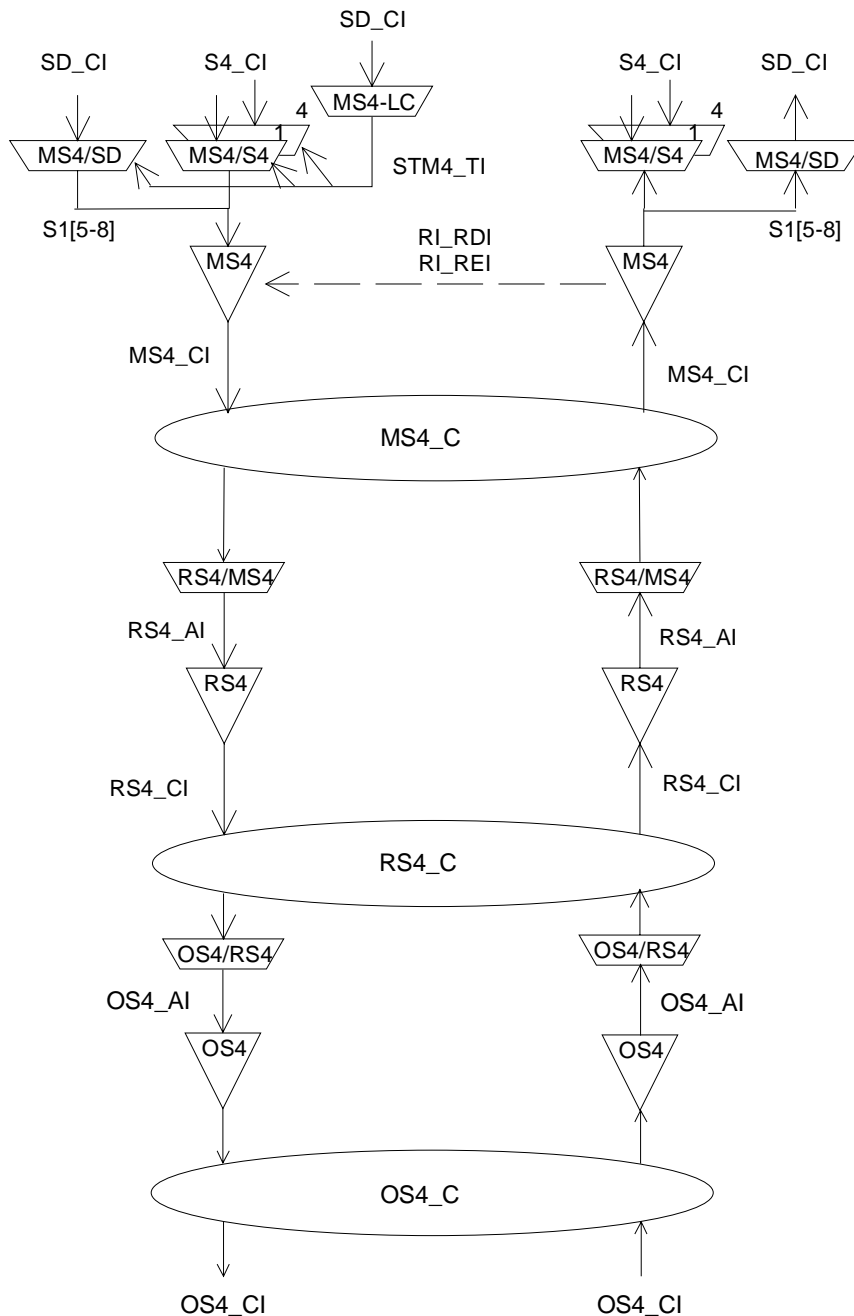 SD_CI
SD_CI
S4_CI
S4_CI
SD_CI
MS4-LC
4
4
1
1
MS4/SD
MS4/S4
MS4/S4
MS4/SD
STM4_TI
S1[5-8]
S1[5-8]
RI_RDI
RI_REI
MS4
MS4
MS4_CI
MS4_CI
MS4_C
RS4/MS4
RS4/MS4
RS4_AI
RS4_AI
RS4
RS4
RS4_CI
RS4_CI
RS4_C
OS4/RS4
OS4/RS4
OS4_AI
OS4_AI
OS4
OS4
OS4_C
OS4_CI
OS4_CI